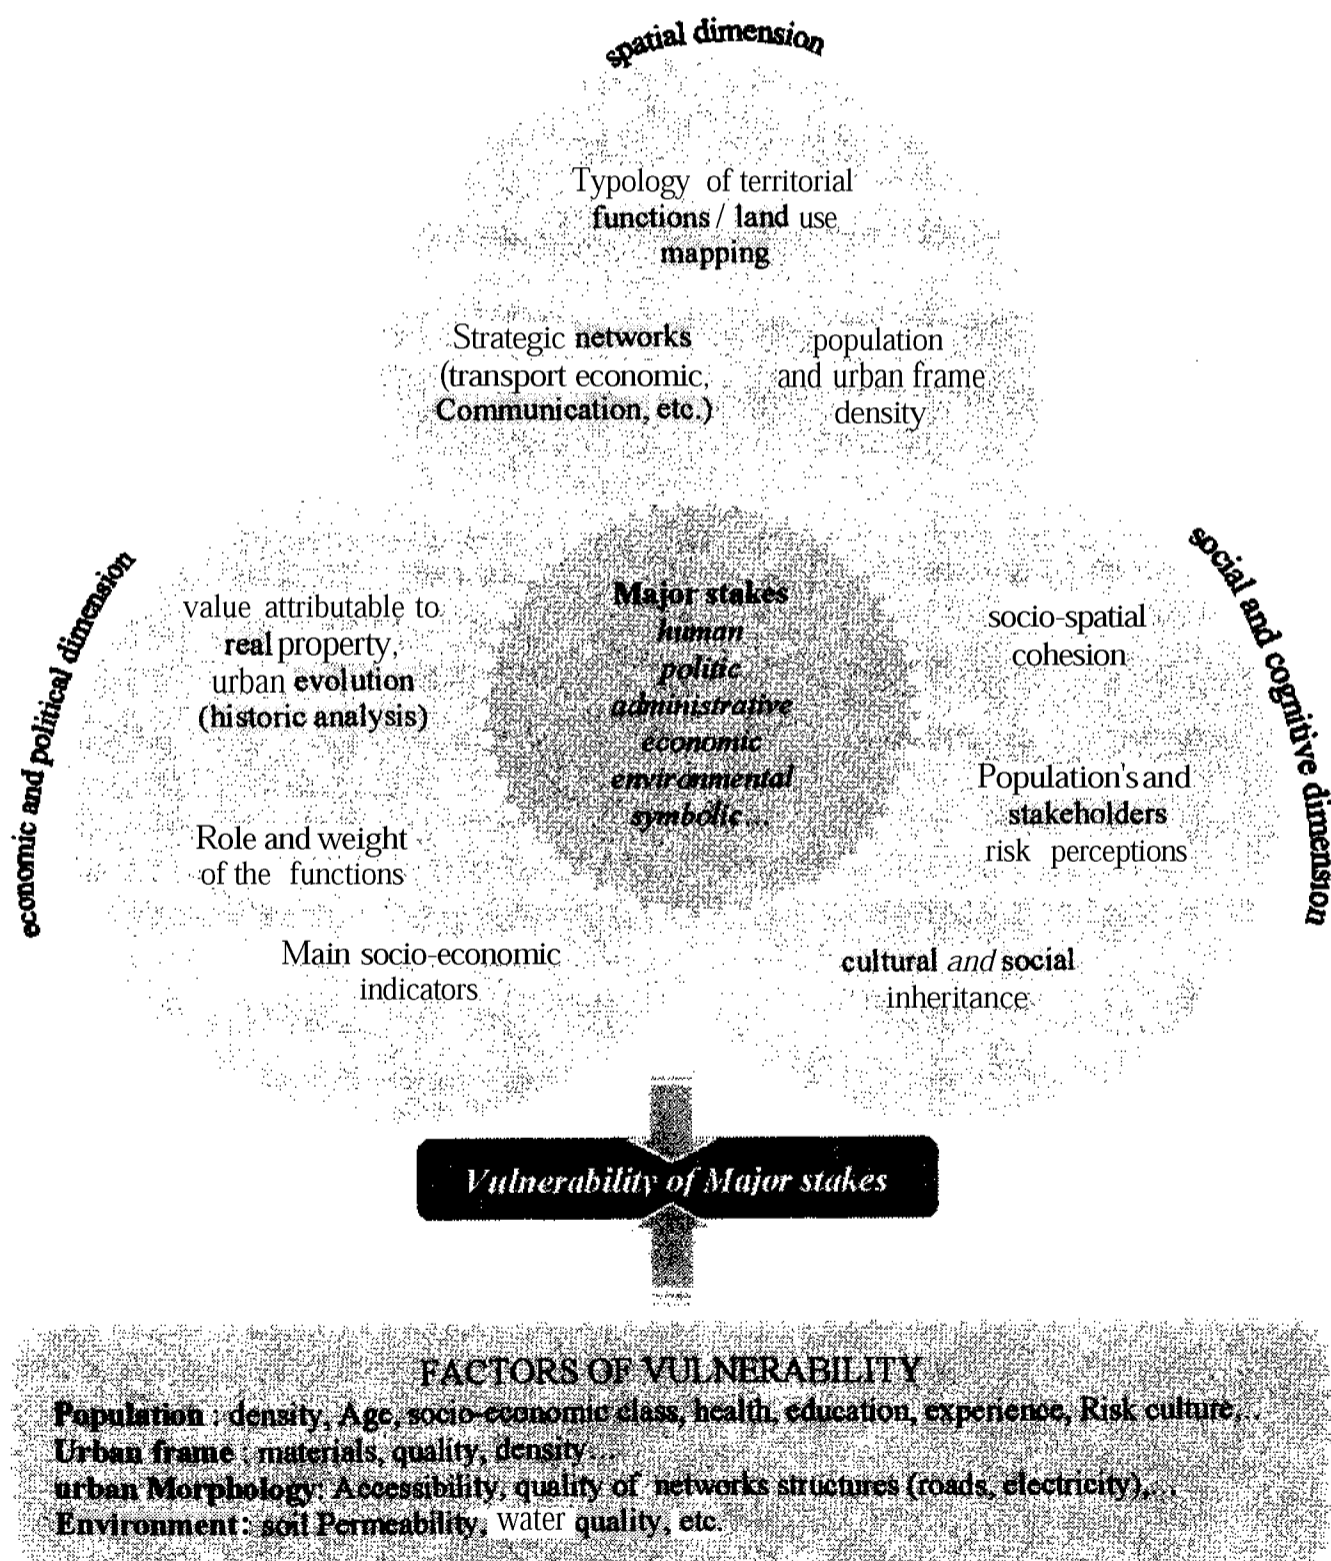 spatial dimension
Typology of territorial
functions / land use
mapping
Strategic networks
(transport economic,
Communication, etc.)
population
and urban frame
density
economic and political dimension
value attributable to
real property,
urban evolution
(historic analysis)
Role and weight
of the functions
Main socio-economic
indicators
Major stakes
human
politic
administrative
economic
environmental
symbolic...
social and cognitive dimension
socio-spatial
cohesion
Population's and
stakeholders
risk perceptions
cultural and social
inheritance
Vulnerability of Major stakes
FACTORS OF VULNERABILITY
Population : density, Age, socio-economic class, health, education, experience, Risk culture...
Urban frame : materials, quality, density...
urban Morphology: Accessibility, quality of networks structures (roads, electricity),...
Environment: soil Permeability, water quality, etc.